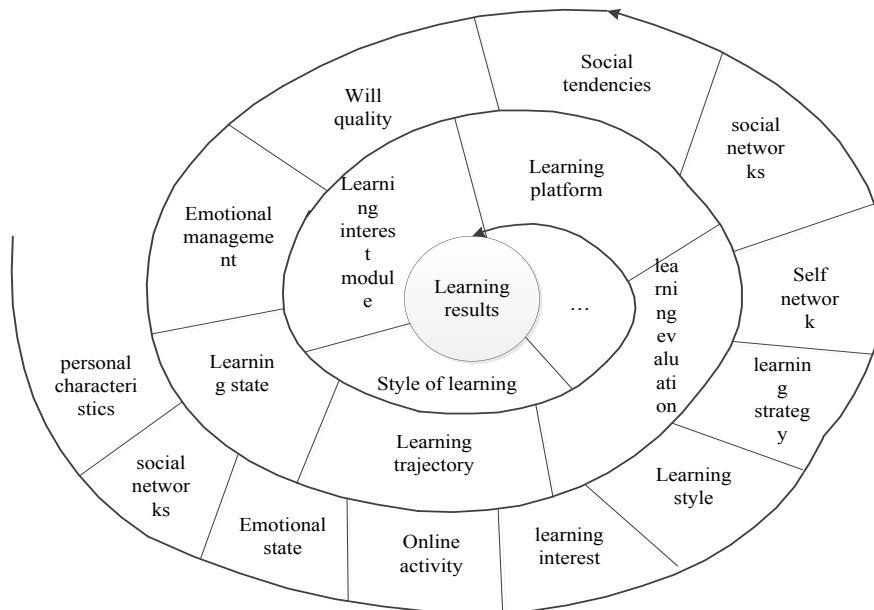 Social
tendencies
Will
quality
social
networ
ks
Learning
platform
Learni
ng
interes
t
modul
e
Emotional
manageme
nt
lea
rni
ng
ev
alu
ati
on
Self
networ
k
Learning
results
...
personal
characteri
stics
Learnin
g state
Style of learning
learnin
g
strateg
y
Learning
trajectory
social
networ
ks
Learning
style
Emotional
state
Online
activity
learning
interest